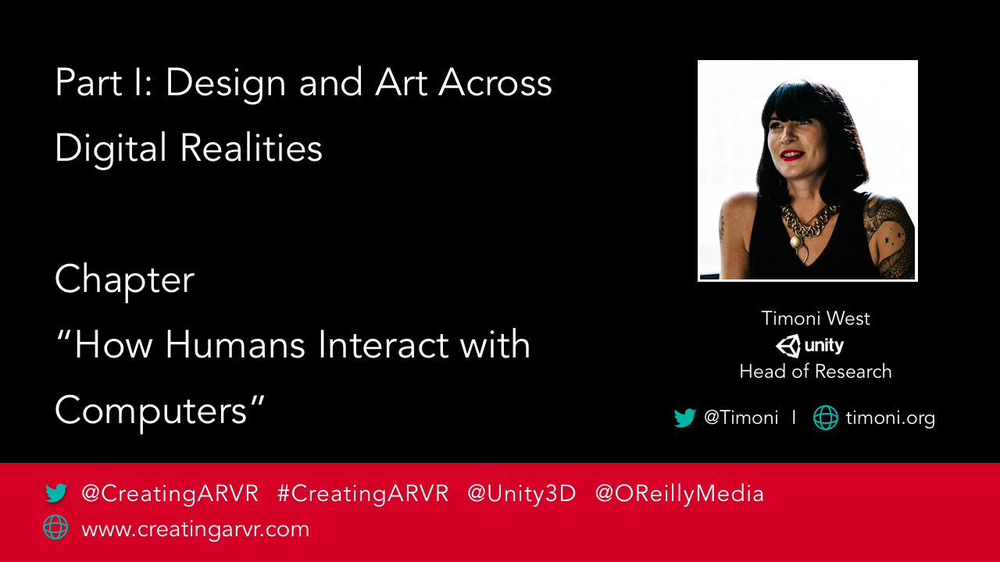 Part I: Design and Art Across
Digital Realities
Chapter
“How Humans Interact with
Computers”
Timoni West
unity
Head of Research
@Timoni | timoni.org
@CreatingARVR #CreatingARVR @Unity3D @OReillyMedia
www.creatingarvr.com